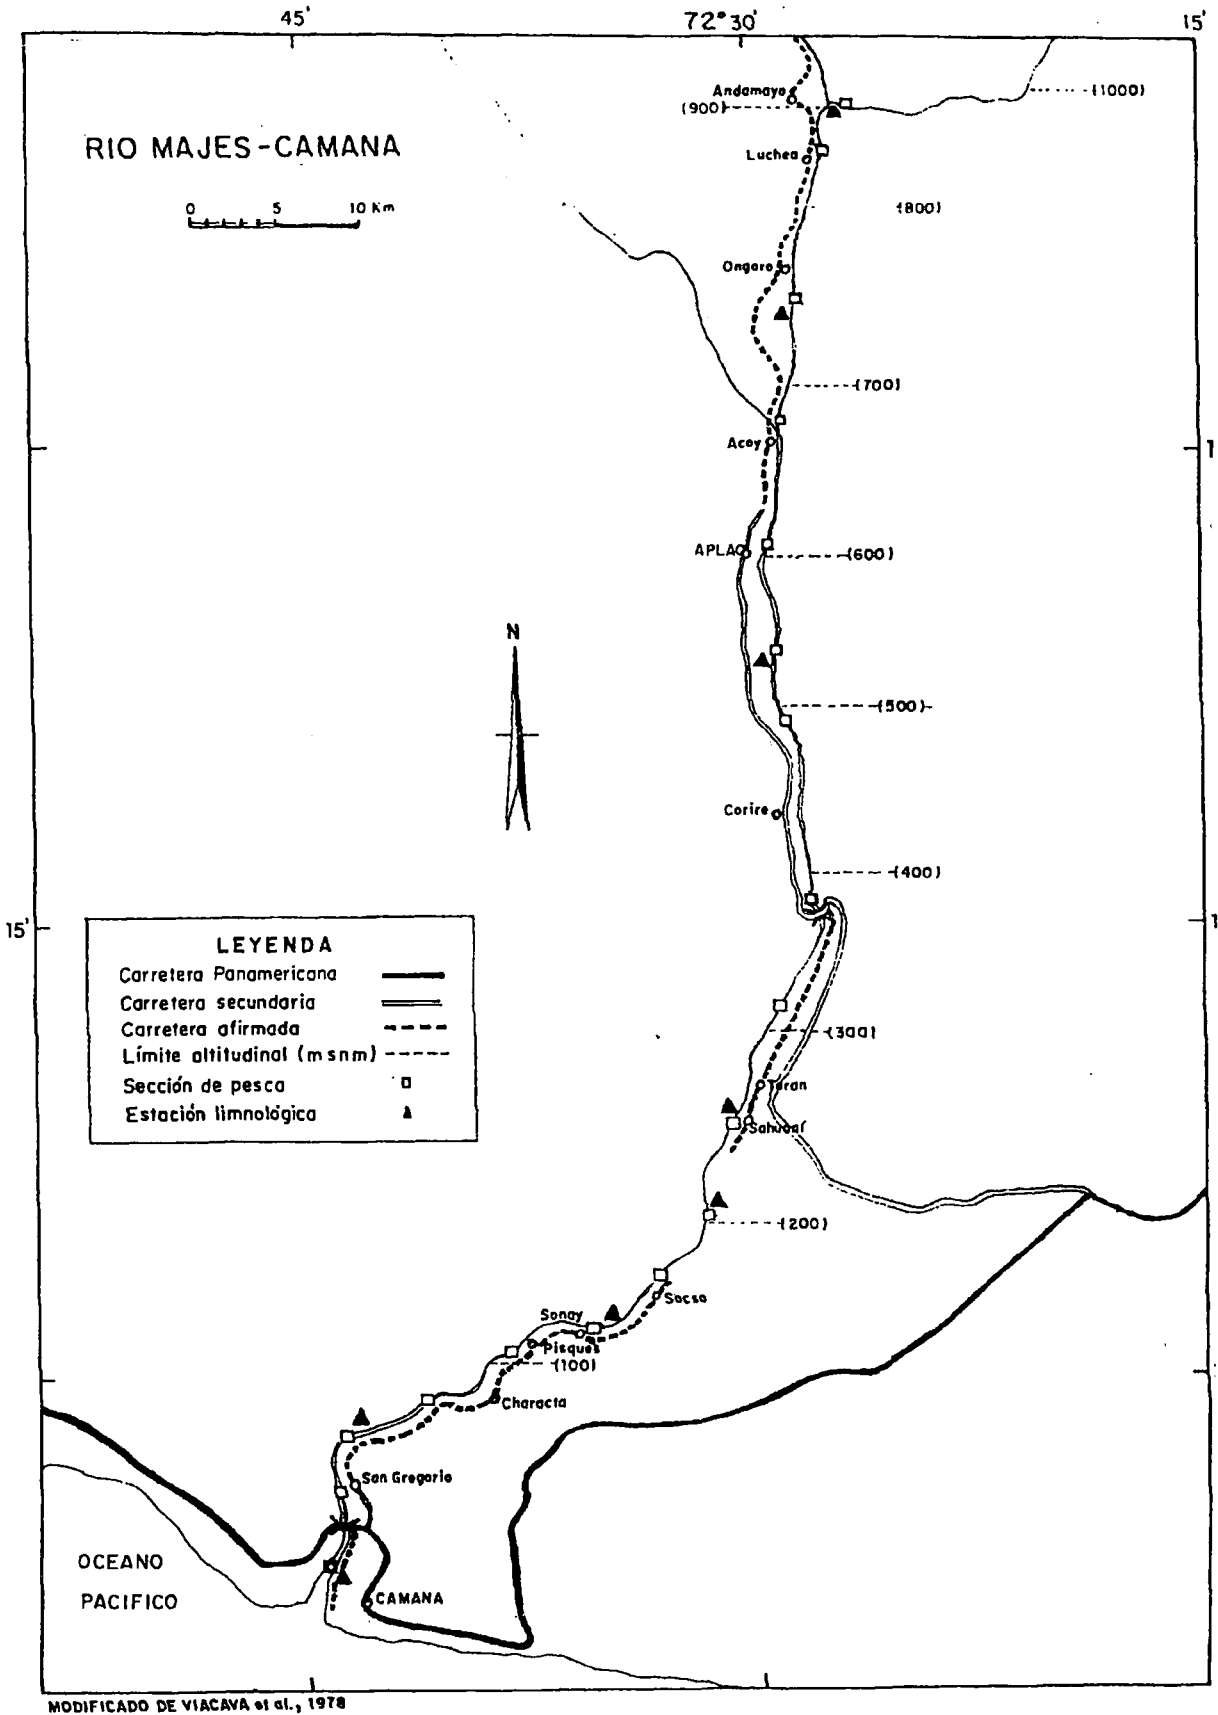 45'
72°30'
15'
Andamayo
(900)
(1000)
RIO MAJES-CAMANA
Luchea
0 5 10 Km
(800)
Ongoro
(700)
Acoy
1
APLAO
(600)
N
(500)
Corire
(400)
15'
1
LEYENDA
Carretera Panamericana
Carretera secundaria
Carretera afirmada
Límite altitudinal (m s n m)
Sección de pesca
Estación limnológica
(300)
Turan
Sahuaní
(200)
Socso
Sonay
Pisques
(100)
Characta
San Gregorio
OCEANO
PACIFICO
CAMANA
MODIFICADO DE VIACAVA et al., 1978